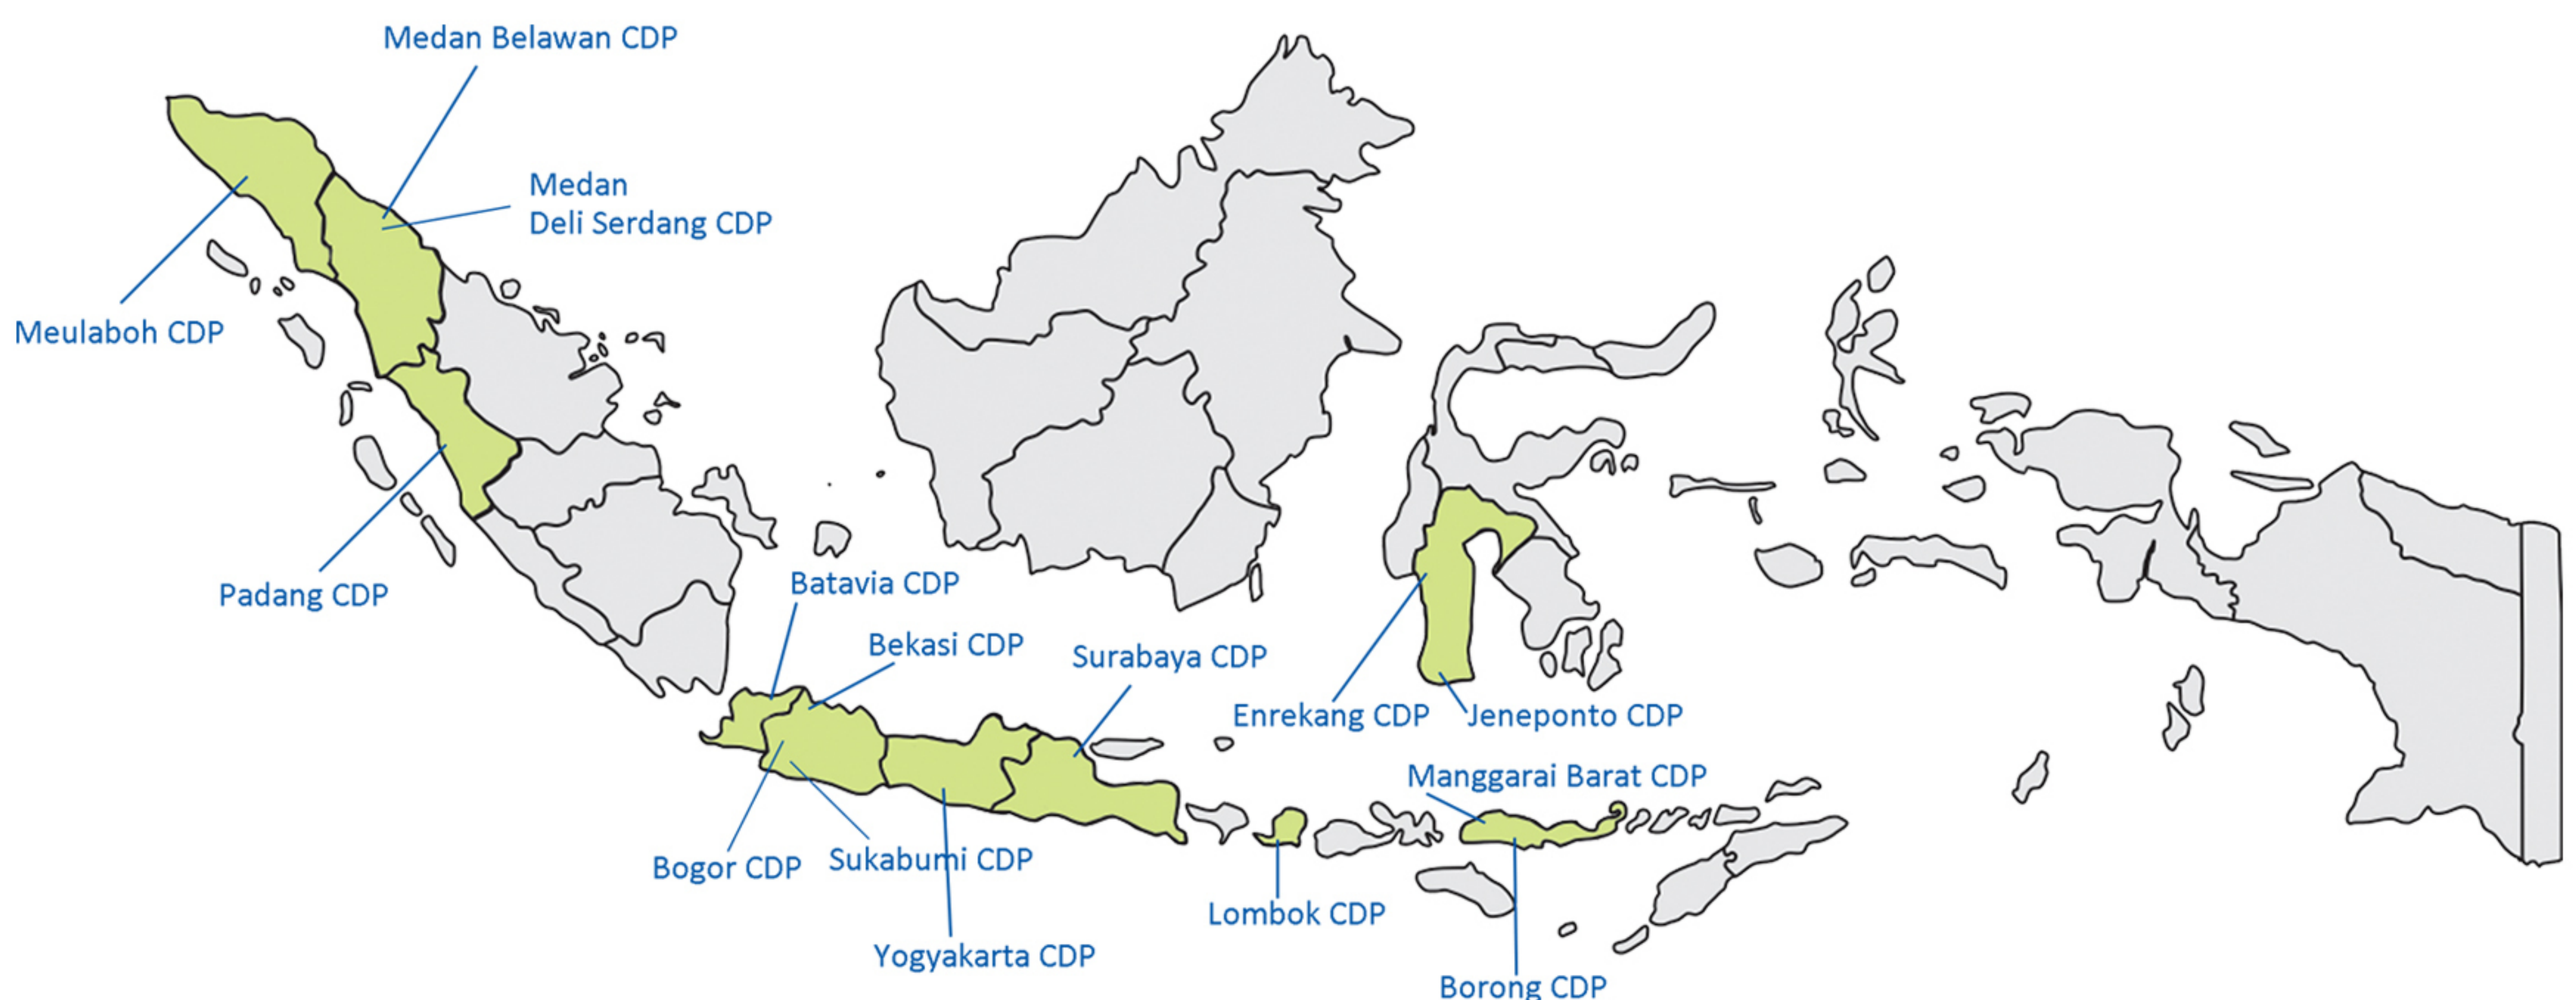 Medan Belawan CDP
Medan
Deli Serdang CDP
Meulaboh CDP
Padang CDP
Batavia CDP
Bekasi CDP
Surabaya CDP
Enrekang CDP
Jeneponto CDP
Manggarai Barat CDP
Bogor CDP
Sukabumi CDP
Lombok CDP
Yogyakarta CDP
Borong CDP